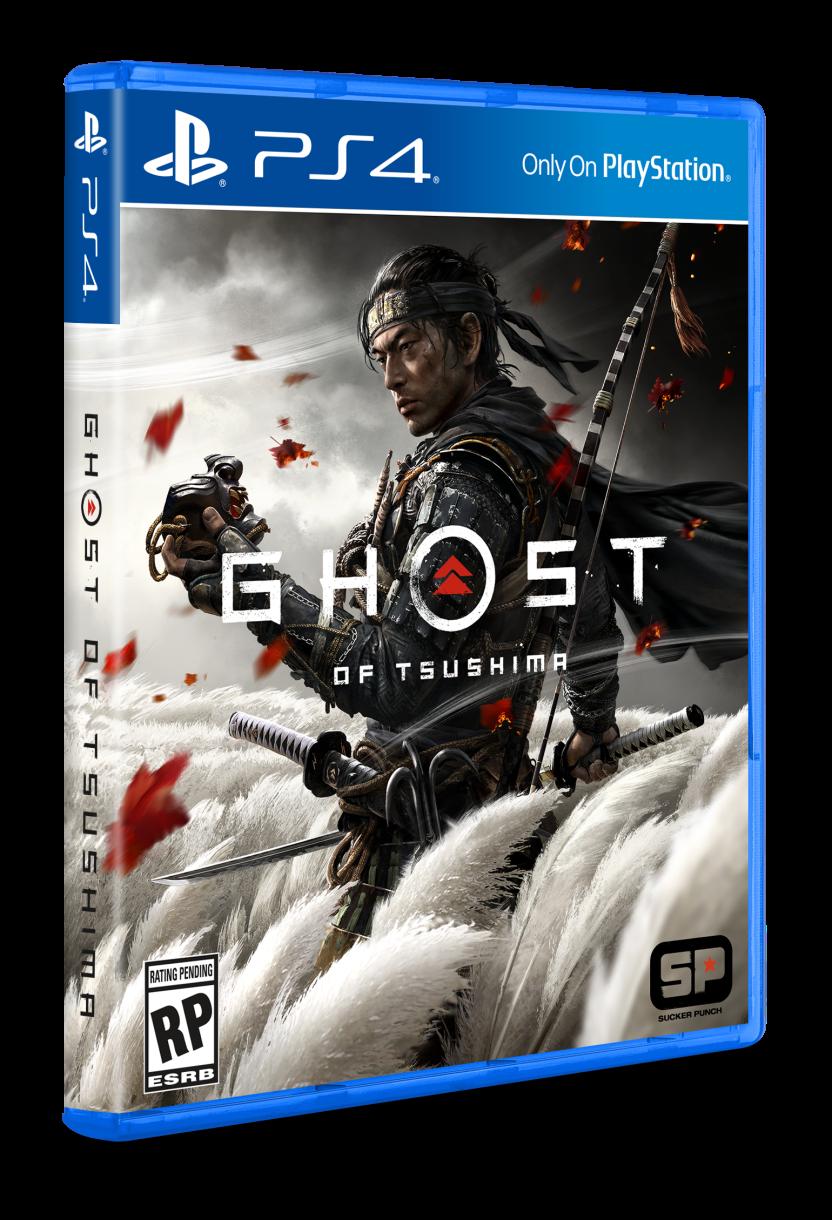 PS4
Only On PlayStation
PS4
GHOST OF TSUSHIMA
GHOST
OF TSUSHIMA
RATING PENDING
RP
ESRB
SP
SUCKER PUNCH